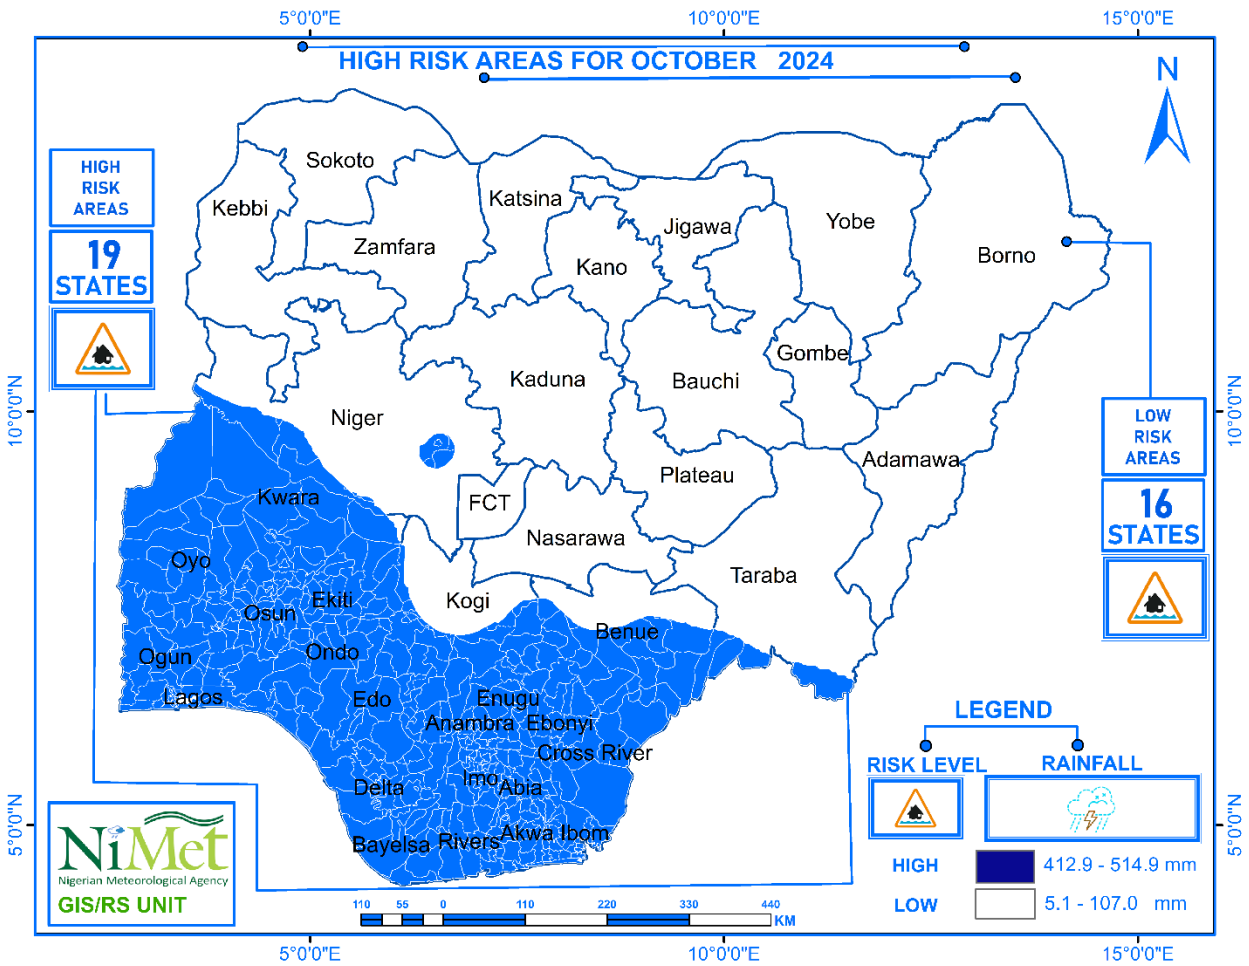 5°0'0"E
10°0'0"E
15°0'0"E
HIGH RISK AREAS FOR OCTOBER 2024
N
HIGH
RISK
AREAS
19
STATES
Sokoto
Kebbi
Zamfara
Katsina
Kano
Jigawa
Yobe
Borno
Gombe
Kaduna
Bauchi
Niger
10°0'0"N
10°0'0"N
LOW
RISK
AREAS
16
STATES
Adamawa
Plateau
FCT
Kwara
Nasarawa
Oyo
Taraba
Kogi
Ekiti
Osun
Benue
Ondo
Ogun
Lagos
Edo
Enugu
Anambra
Ebonyi
Cross River
Imo
Abia
Delta
Akwa Ibom
Rivers
Bayelsa
5°0'0"N
5°0'0"N
LEGEND
RISK LEVEL
RAINFALL
HIGH
412.9 - 514.9 mm
LOW
5.1 - 107.0 mm
NiMet
Nigerian Meteorological Agency
GIS/RS UNIT
110 55 0 110 220 330 440
KM
5°0'0"E
10°0'0"E
15°0'0"E